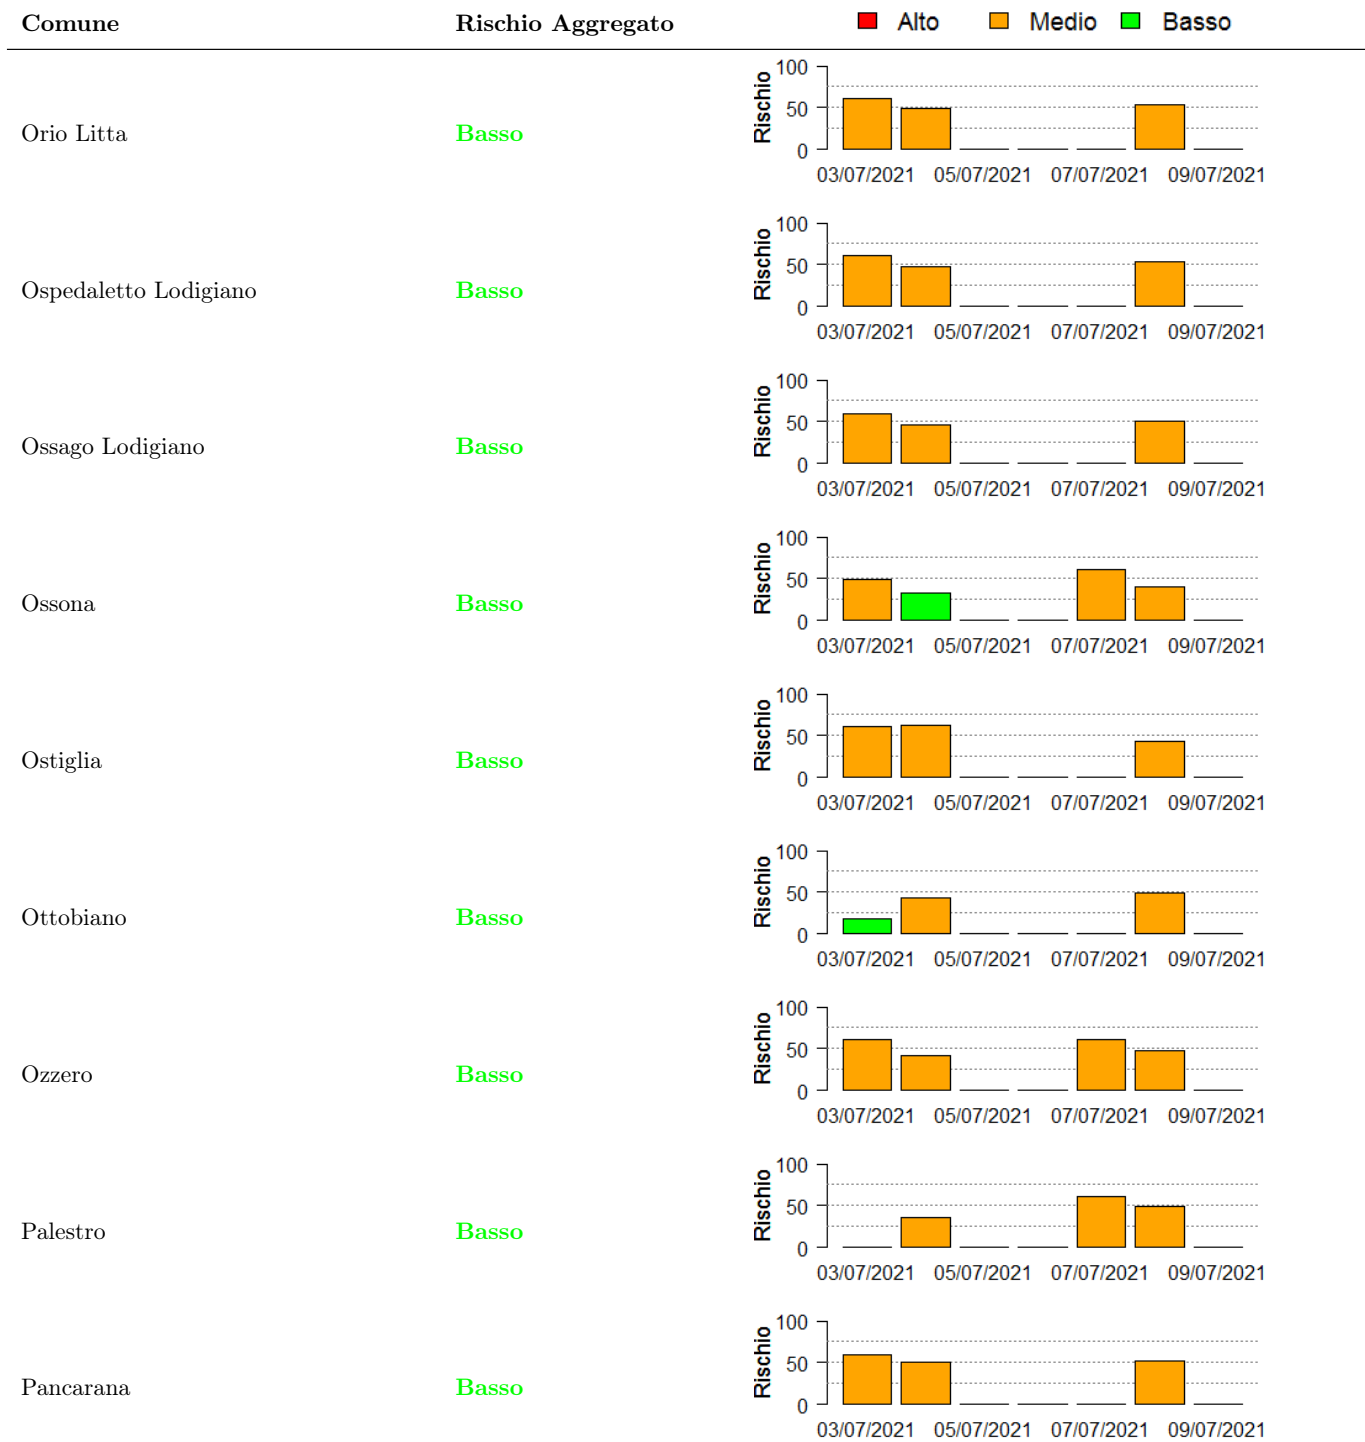 Comune Rischio Aggregato Alto Medio Basso
Orio Litta Basso Rischio 100 50 0
03/07/2021 05/07/2021 07/07/2021 09/07/2021
Ospedaletto Lodigiano Basso Rischio 100 50 0
03/07/2021 05/07/2021 07/07/2021 09/07/2021
Ossago Lodigiano Basso Rischio 100 50 0
03/07/2021 05/07/2021 07/07/2021 09/07/2021
Ossona Basso Rischio 100 50 0
03/07/2021 05/07/2021 07/07/2021 09/07/2021
Ostiglia Basso Rischio 100 50 0
03/07/2021 05/07/2021 07/07/2021 09/07/2021
Ottobiano Basso Rischio 100 50 0
03/07/2021 05/07/2021 07/07/2021 09/07/2021
Ozzero Basso Rischio 100 50 0
03/07/2021 05/07/2021 07/07/2021 09/07/2021
Palestro Basso Rischio 100 50 0
03/07/2021 05/07/2021 07/07/2021 09/07/2021
Pancarana Basso Rischio 100 50 0
03/07/2021 05/07/2021 07/07/2021 09/07/2021